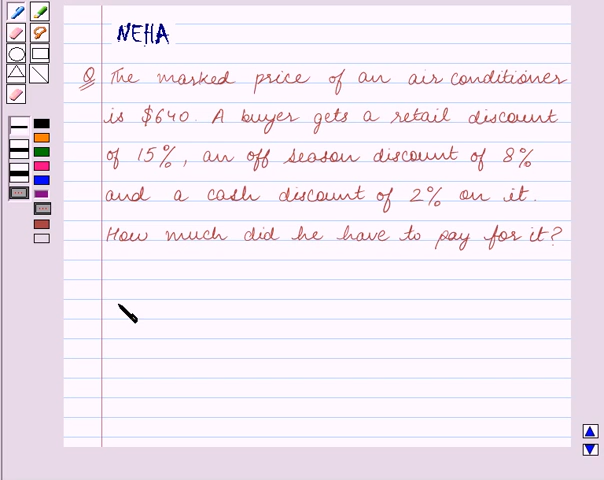 NEHA
Q The marked price of an air conditioner
is $640. A buyer gets a retail discount
of 15%, an off season discount of 8%
and a cash discount of 2% on it.
How much did he have to pay for it?